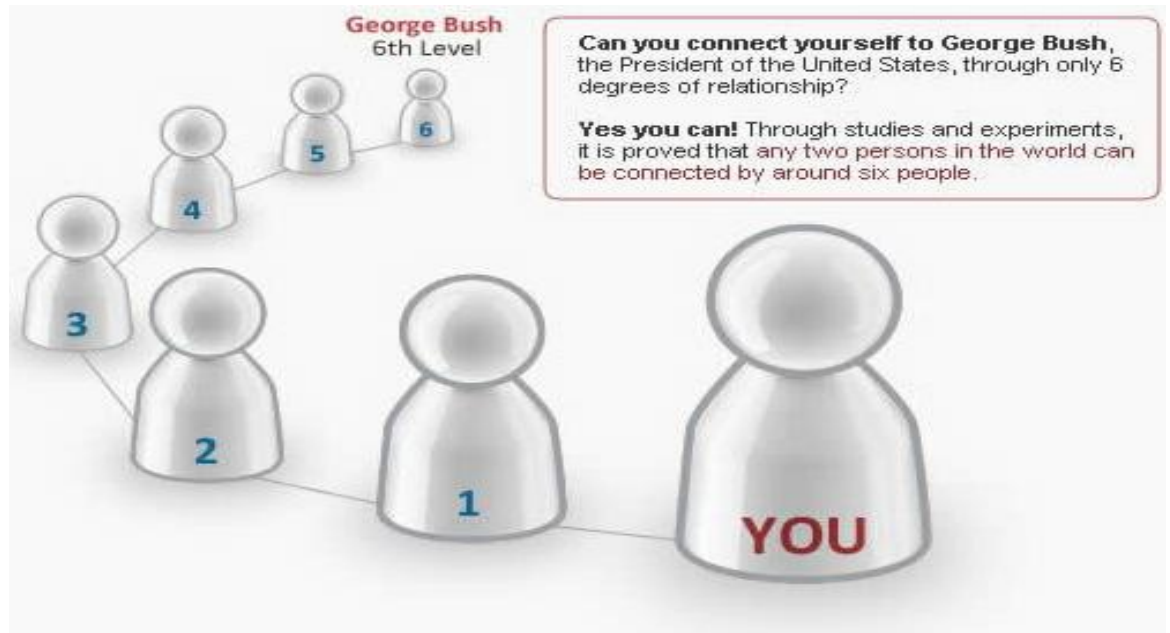 George Bush
6th Level
Can you connect yourself to George Bush,
the President of the United States, through only 6
degrees of relationship?
Yes you can! Through studies and experiments,
it is proved that any two persons in the world can
be connected by around six people.
6
5
4
3
2
1
YOU